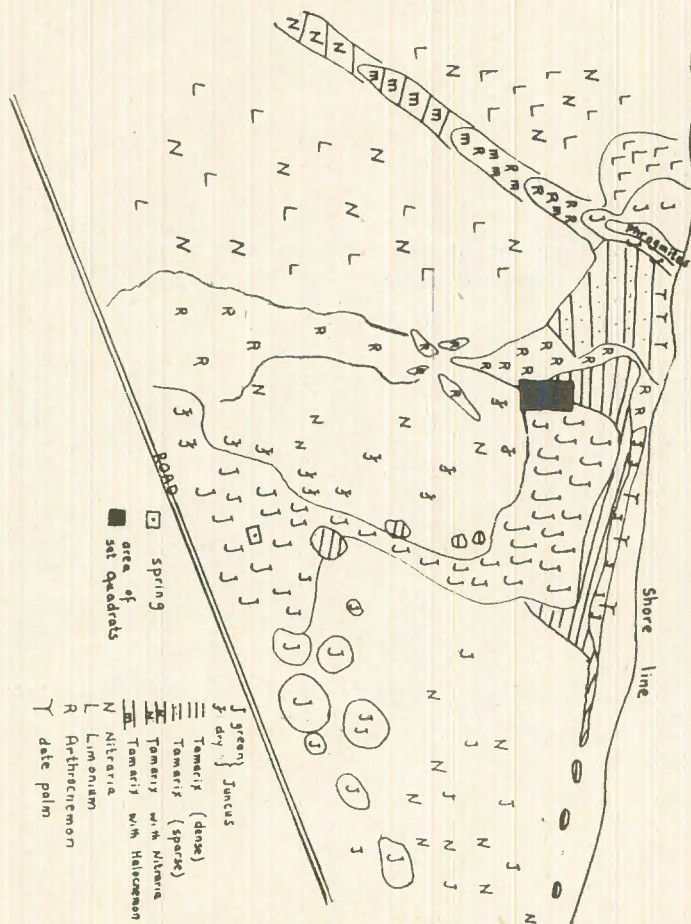 Phragmites
Shore line
ROAD
spring
area of
set quadrats
J green } Juncus
J dry }
Tamarix (dense)
Tamarix (sparse)
N Tamarix with Nitraria
m Tamarix with Halocnemon
N Nitraria
L Limonium
R Arthrocnemon
Y date palm